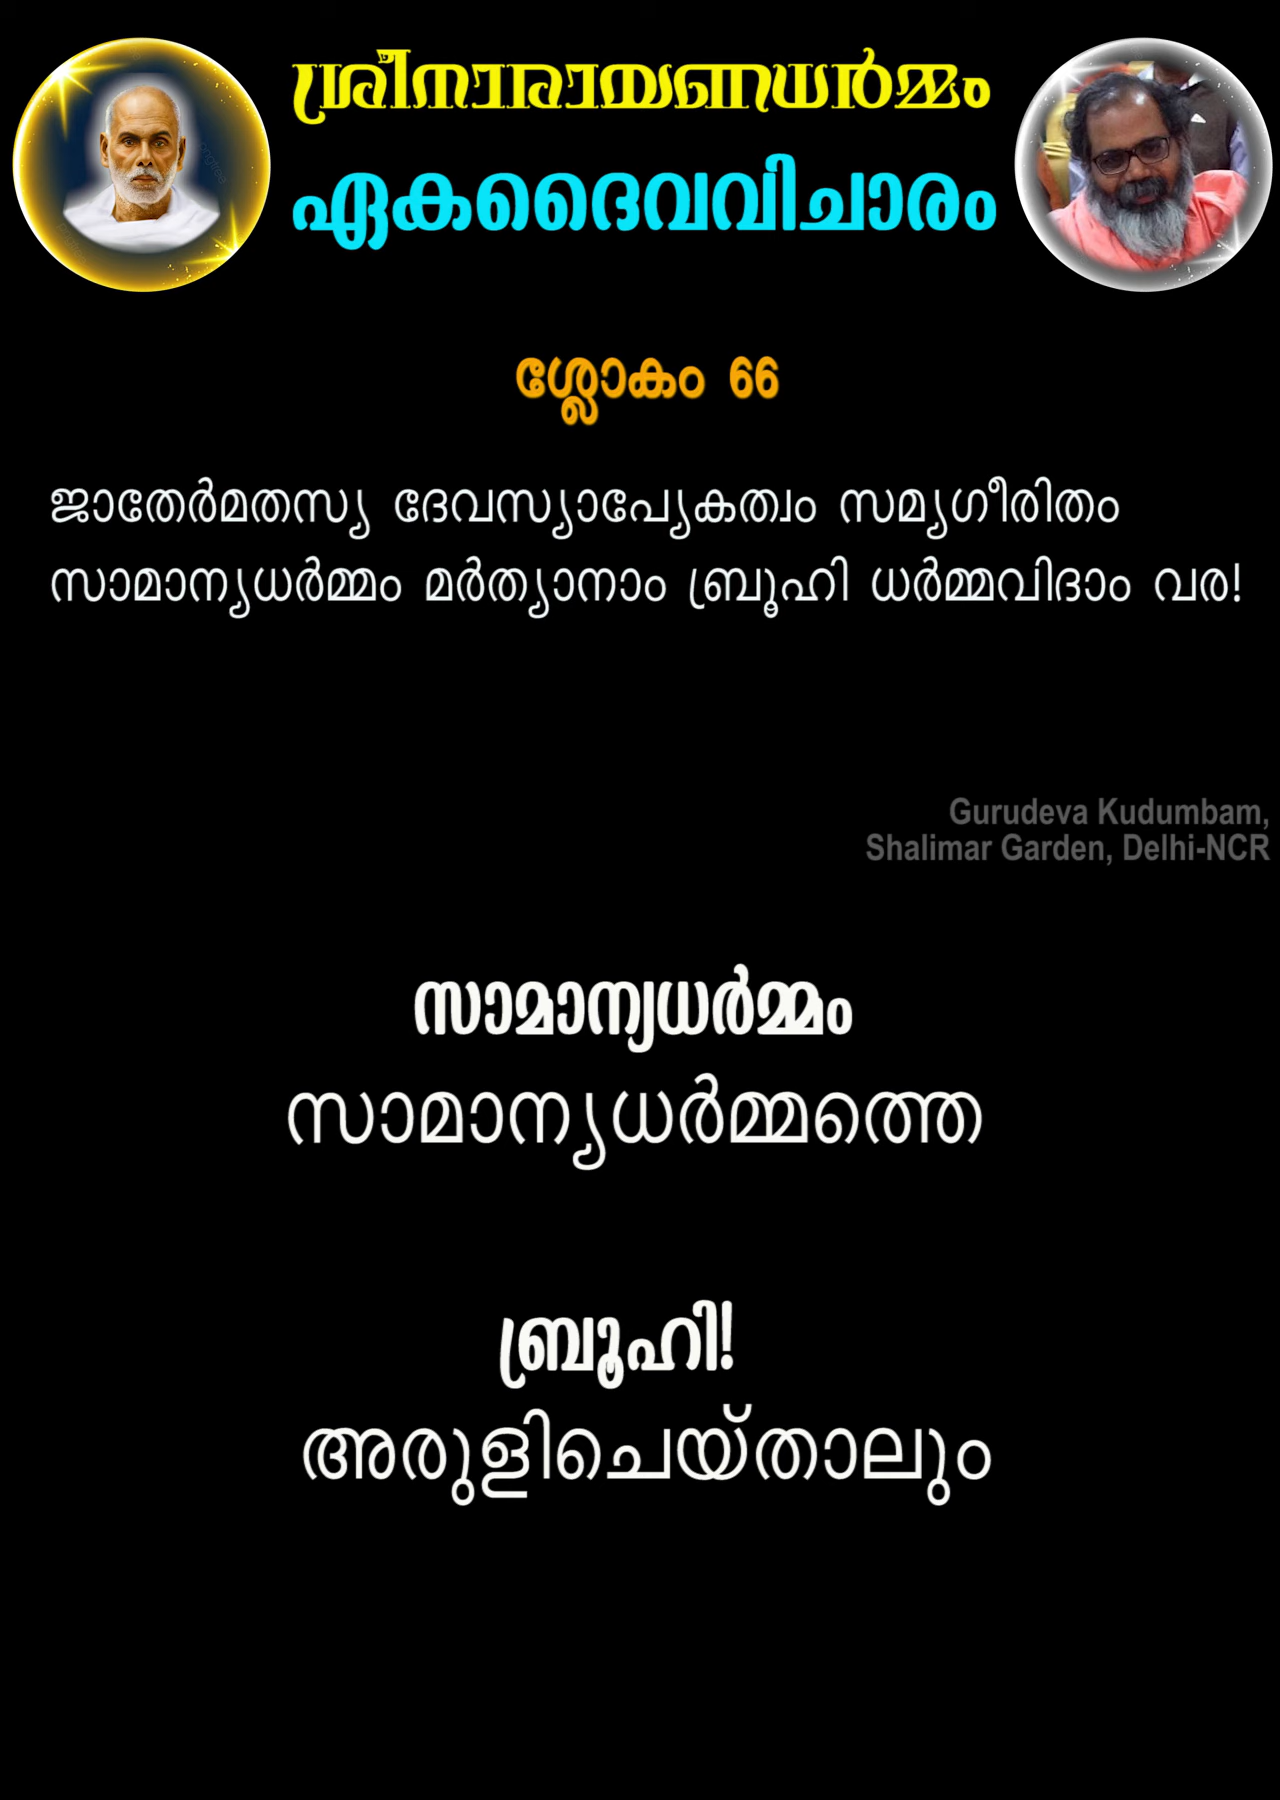 ശ്രീനാരായണധർമ്മം
ഏകദൈവവിചാരം
ശ്ലോകം 66
ജാതേർമതസ്യ ദേവസ്യാപ്യേകത്വം സമ്യഗീരിതം
സാമാന്യധർമ്മം മർത്യാനാം ബ്രൂഹി ധർമ്മവിദാം വര!
Gurudeva Kudumbam,
Shalimar Garden, Delhi-NCR
സാമാന്യധർമ്മം
സാമാന്യധർമ്മത്തെ
ബ്രൂഹി!
അരുളിചെയ്താലും